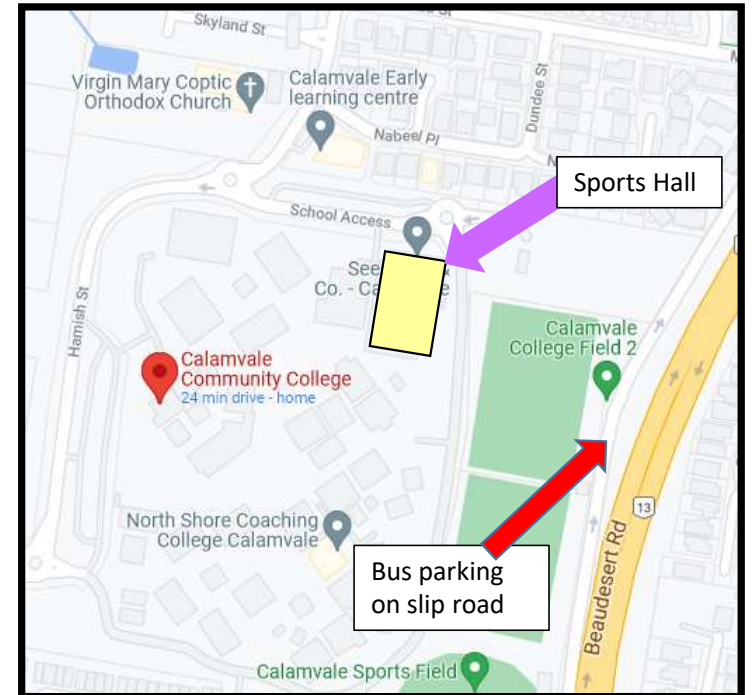 Skyland St
St
Virgin Mary Coptic
Orthodox Church
Calamvale Early
learning centre
Dundee St
Nabeel Pl
N
Sports Hall
School Access
See
Co. - Ca
e
Hamish St
Calamvale
College Field 2
Calamvale
Community College
24 min drive - home
13
North Shore Coaching
College Calamvale
Bus parking
on slip road
Beaudesert Rd
Calamvale Sports Field